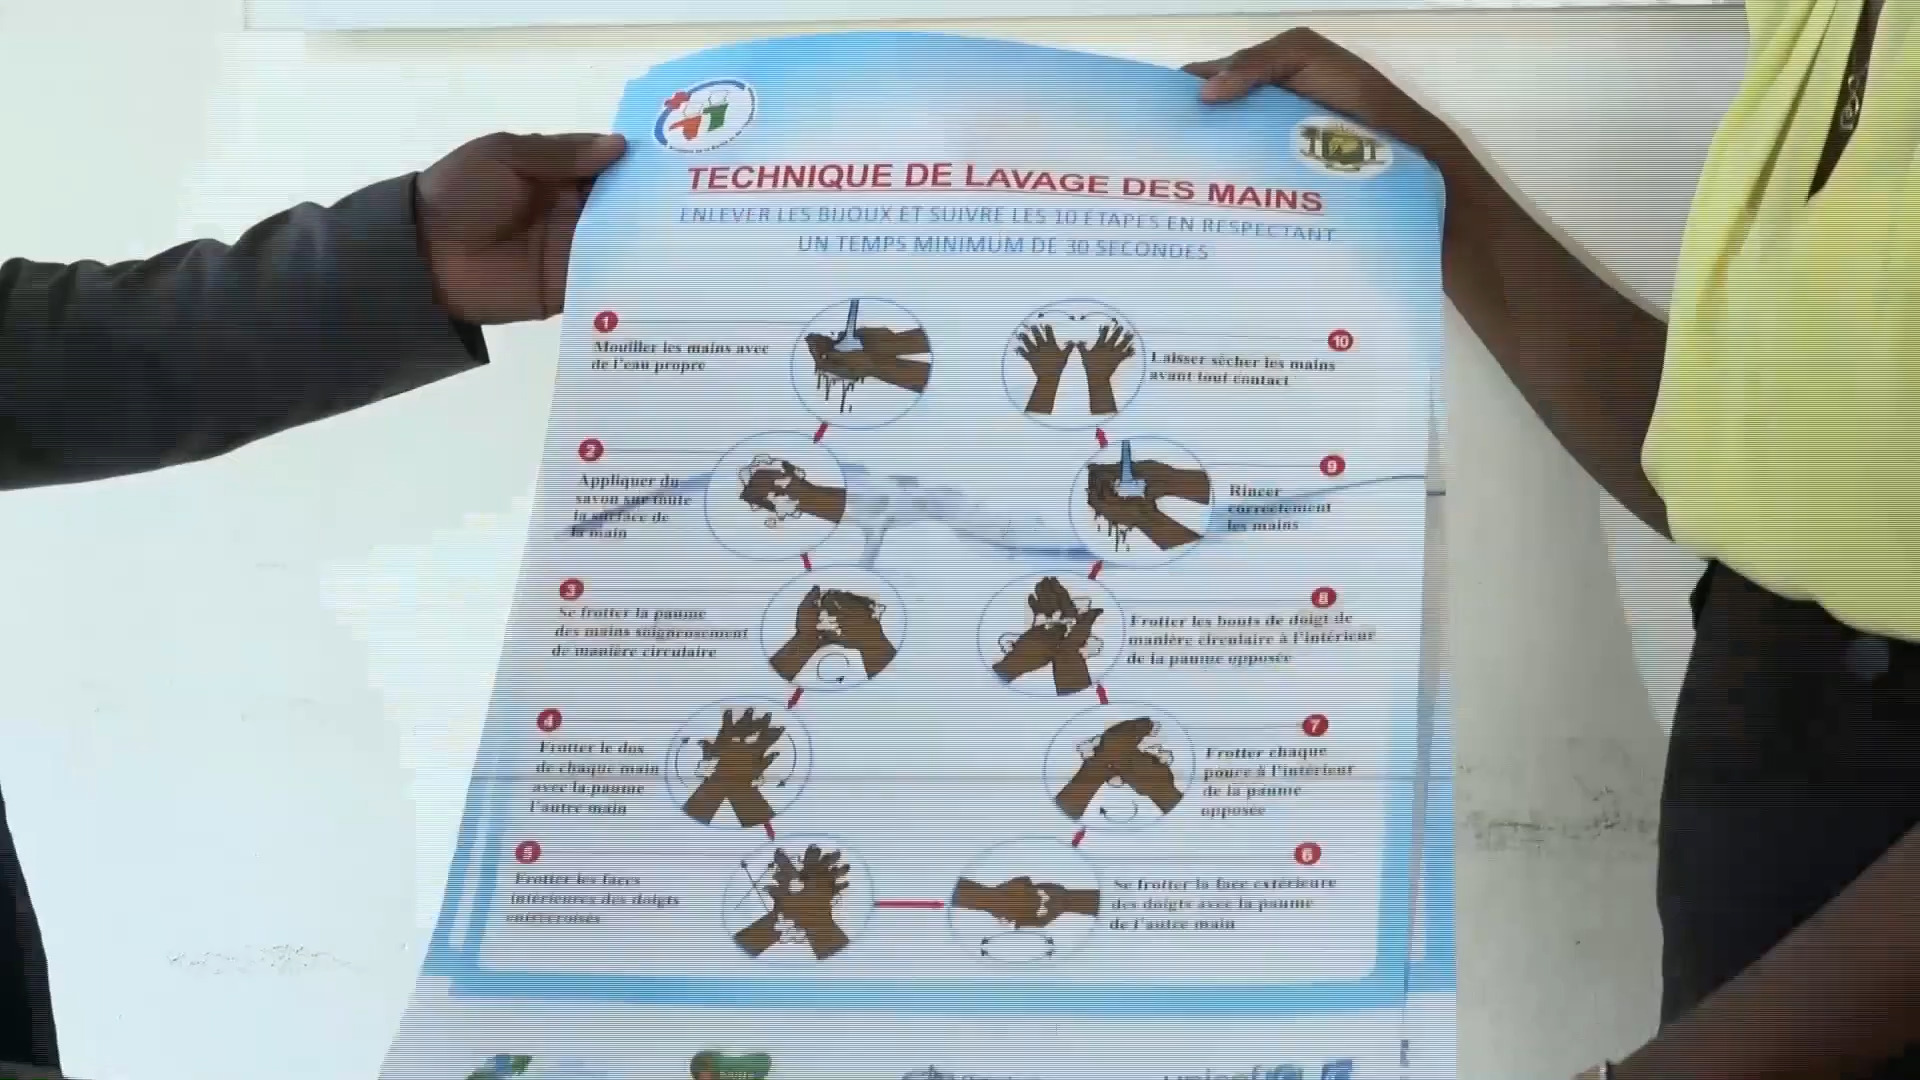 TECHNIQUE DE LAVAGE DES MAINS
ENLEVER LES BIJOUX ET SUIVRE LES 10 ÉTAPES EN RESPECTANT
UN TEMPS MINIMUM DE 30 SECONDES
1
Mouiller les mains avec
de l'eau propre
2
Appliquer du
savon sur toute
la surface de
la main
3
Se frotter la paume
des mains soigneusement
de manière circulaire
4
Frotter le dos
de chaque main
avec la paume
l'autre main
5
Frotter les faces
intérieures des doigts
entrecroisés
6
Se frotter la face extérieure
des doigts avec la paume
de l'autre main
7
Frotter chaque
pouce à l'intérieur
de la paume
opposée
8
Frotter les bouts de doigt de
manière circulaire à l'intérieur
de la paume opposée
9
Rincer
correctement
les mains
10
Laisser sécher les mains
avant tout contact
unicef